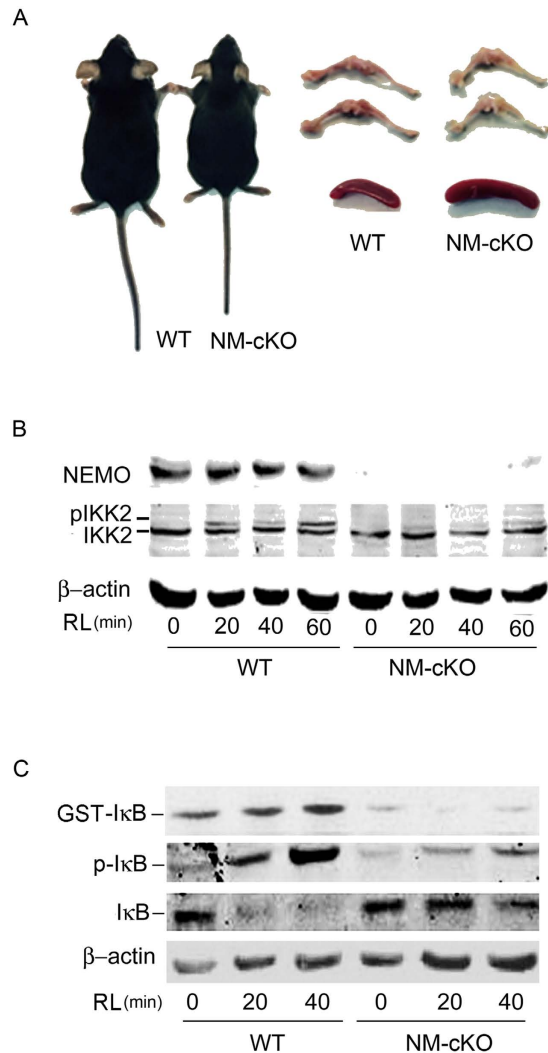 A
WT NM-cKO
WT NM-cKO
B
NEMO
pIKK2
IKK2
β–actin
RL(min) 0 20 40 60 0 20 40 60
WT NM-cKO
C
GST-IκB
p-IκB
IκB
β–actin
RL(min) 0 20 40 0 20 40
WT NM-cKO